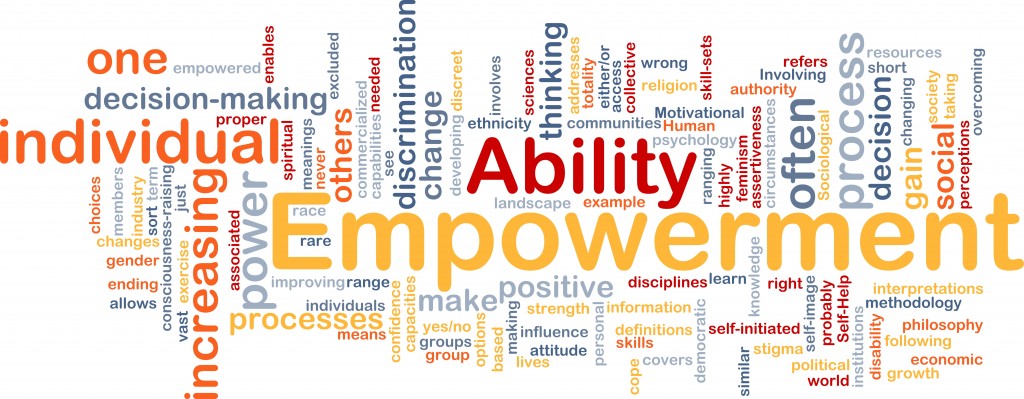 one
empowered
enables
decision-making
proper
individual
spiritual
meanings
never
excluded
others
commercialized
capabilities
needed
see
discrimination
change
developing
discreet
involves
ethnicity
sciences
thinking
addresses
totality
either/or
access
collective
communities
wrong
religion
skill-sets
Motivational
Human
psychology
Ability
landscape
example
ranging
highly
authority
feminism
assertiveness
circumstances
refers
Involving
often
Sociological
process
resources
short
decision
changing
gain
society
taking
social
perceptions
overcoming
choices
members
industry
sort
term
consciousness-raising
just
changes
gender
ending
allows
vast
exercise
increasing
associated
power
race
rare
Empowerment
improving
range
individuals
processes
means
confidence
capacities
make
positive
yes/no
groups
group
options
based
making
strength
influence
attitude
lives
personal
information
definitions
skills
cope
covers
democratic
disciplines
learn
self-initiated
knowledge
similar
stigma
right
self-image
probably
Self-Help
political
world
institutions
disability
interpretations
methodology
philosophy
following
economic
growth